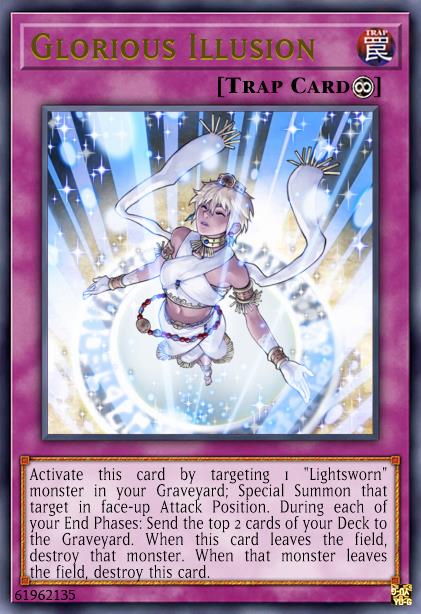 Glorious Illusion
TRAP
罠
[Trap Card]
Activate this card by targeting 1 "Lightsworn"
monster in your Graveyard; Special Summon that
target in face-up Attack Position. During each of
your End Phases: Send the top 2 cards of your Deck to
the Graveyard. When this card leaves the field,
destroy that monster. When that monster leaves
the field, destroy this card.
61962135